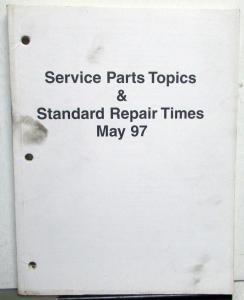 Service Parts Topics
&
Standard Repair Times
May 97